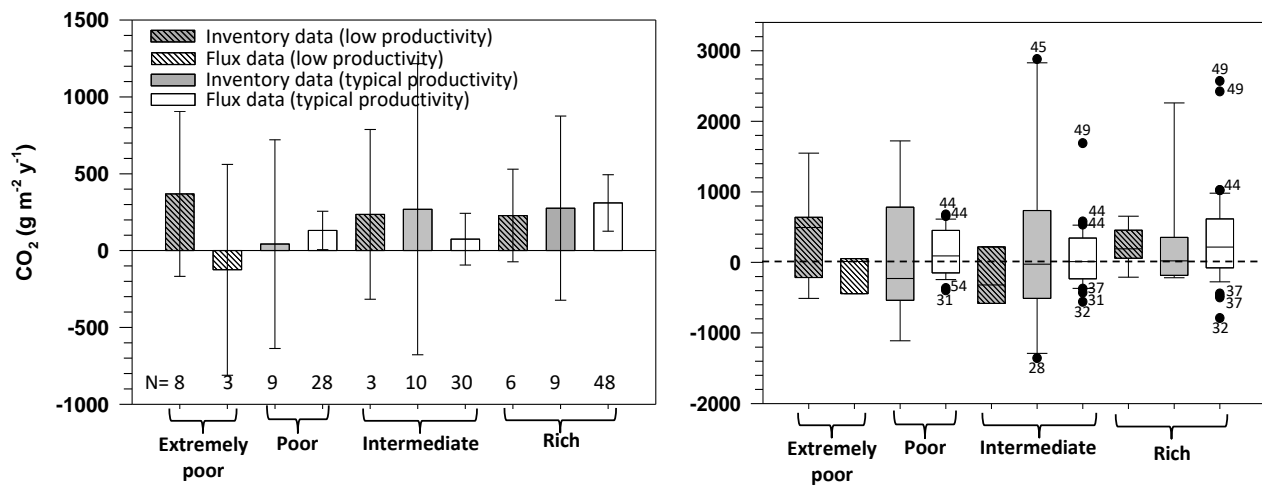 1500
Inventory data (low productivity)
Flux data (low productivity)
Inventory data (typical productivity)
Flux data (typical productivity)
1000
500
0
-500
-1000
CO₂ (g m⁻² y⁻¹)
N= 8 3 9 28 3 10 30 6 9 48
Extremely poor
Poor
Intermediate
Rich
3000
2000
1000
0
-1000
-2000
45
49
49
49
44
44
44
44
44
54
31
37
31
32
28
37
37
32
Extremely poor
Poor
Intermediate
Rich